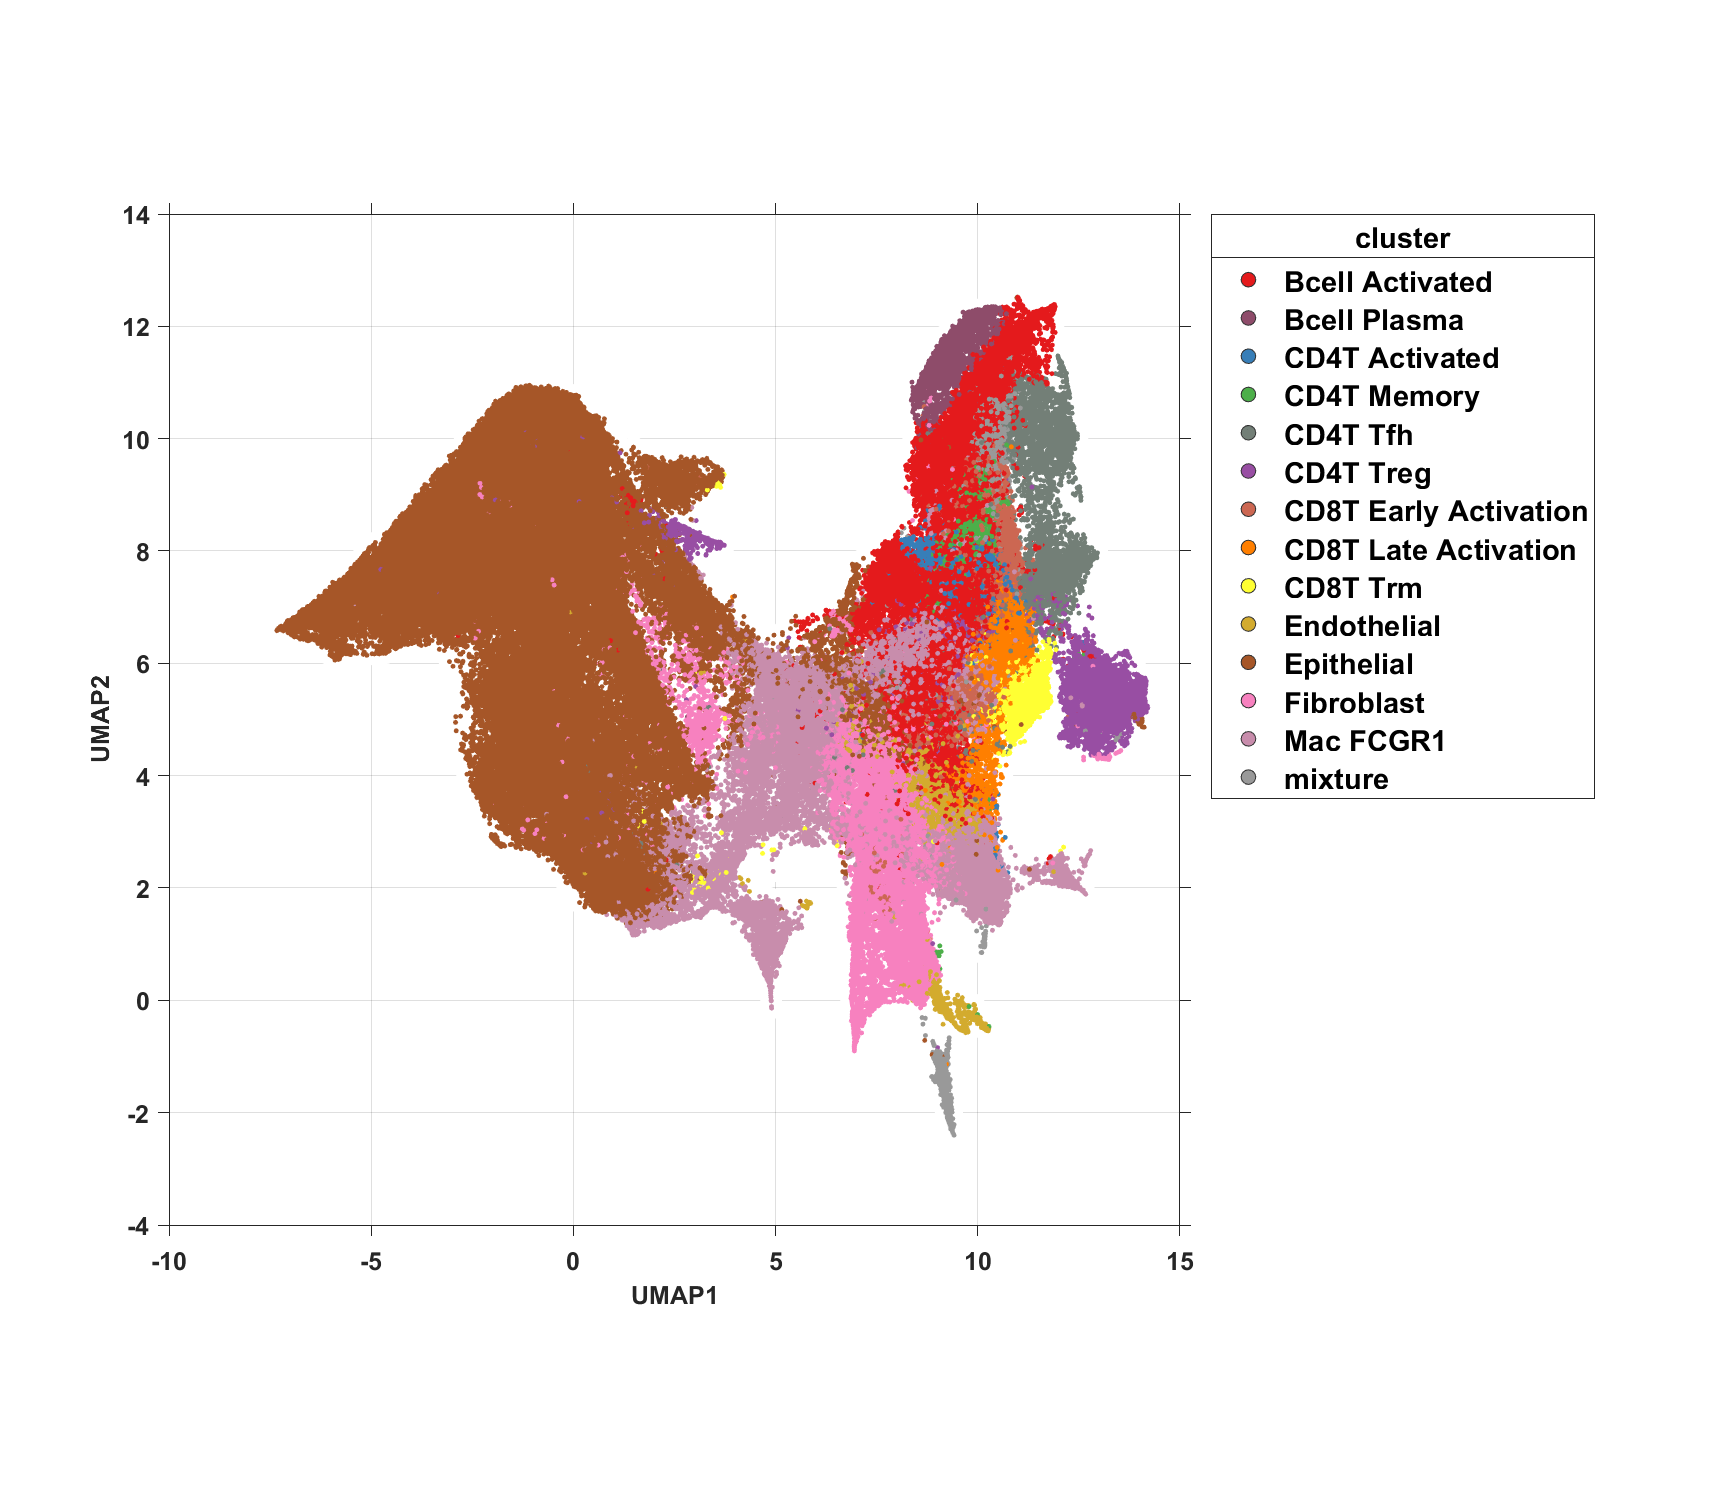 14
12
10
8
6
4
2
0
-2
-4
UMAP2
-10 -5 0 5 10 15
UMAP1
cluster
Bcell Activated
Bcell Plasma
CD4T Activated
CD4T Memory
CD4T Tfh
CD4T Treg
CD8T Early Activation
CD8T Late Activation
CD8T Trm
Endothelial
Epithelial
Fibroblast
Mac FCGR1
mixture